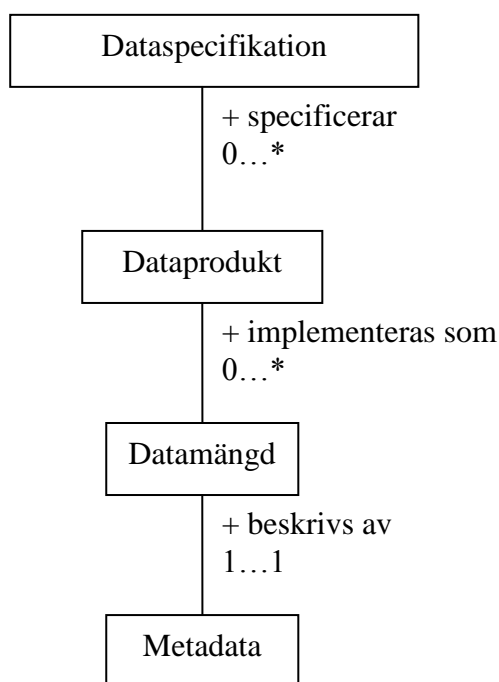 Dataspecifikation
+ specificerar
0…*
Dataprodukt
+ implementeras som
0…*
Datamängd
+ beskrivs av
1…1
Metadata